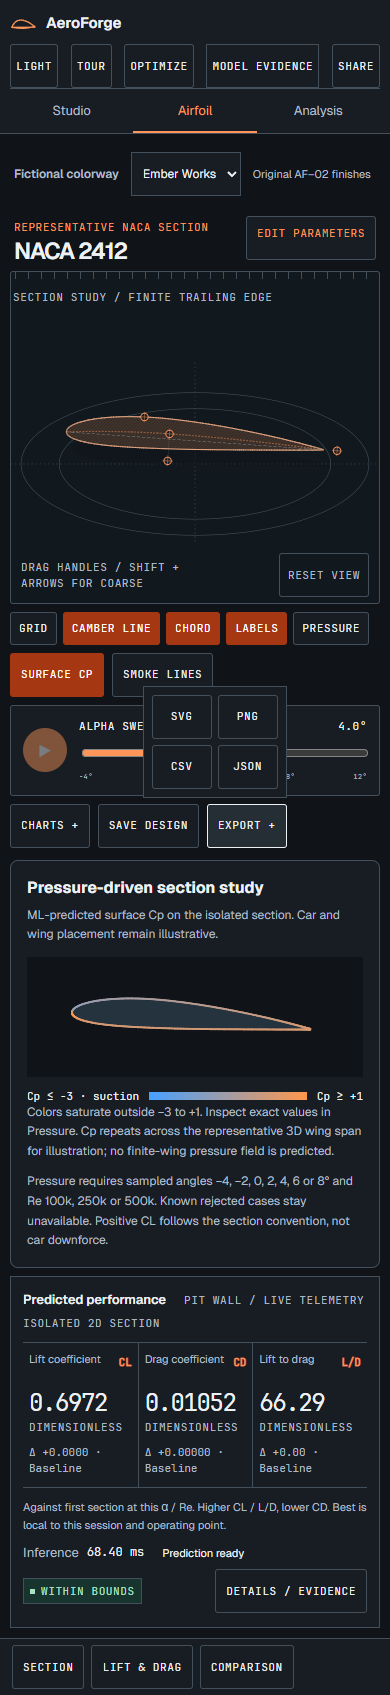 AeroForge
LIGHT TOUR OPTIMIZE MODEL EVIDENCE SHARE
Studio Airfoil Analysis
Fictional colorway Ember Works Original AF-02 finishes
REPRESENTATIVE NACA SECTION
NACA 2412
EDIT PARAMETERS
SECTION STUDY / FINITE TRAILING EDGE
DRAG HANDLES / SHIFT +
ARROWS FOR COARSE
RESET VIEW
GRID CAMBER LINE CHORD LABELS PRESSURE
SURFACE CP SMOKE LINES
SVG PNG
CSV JSON
ALPHA SWE 4.0°
-4° 8° 12°
CHARTS + SAVE DESIGN EXPORT +
Pressure-driven section study
ML-predicted surface Cp on the isolated section. Car and
wing placement remain illustrative.
Cp ≤ -3 · suction Cp ≥ +1
Colors saturate outside −3 to +1. Inspect exact values in
Pressure. Cp repeats across the representative 3D wing span
for illustration; no finite-wing pressure field is predicted.
Pressure requires sampled angles −4, −2, 0, 2, 4, 6 or 8° and
Re 100k, 250k or 500k. Known rejected cases stay
unavailable. Positive CL follows the section convention, not
car downforce.
Predicted performance PIT WALL / LIVE TELEMETRY
ISOLATED 2D SECTION
Lift coefficient CL Drag coefficient CD Lift to drag L/D
0.6972 0.01052 66.29
DIMENSIONLESS DIMENSIONLESS DIMENSIONLESS
Δ +0.0000 · Δ +0.00000 · Δ +0.00 ·
Baseline Baseline Baseline
Against first section at this α / Re. Higher CL / L/D, lower CD. Best is
local to this session and operating point.
Inference 68.40 ms Prediction ready
WITHIN BOUNDS DETAILS / EVIDENCE
SECTION LIFT & DRAG COMPARISON